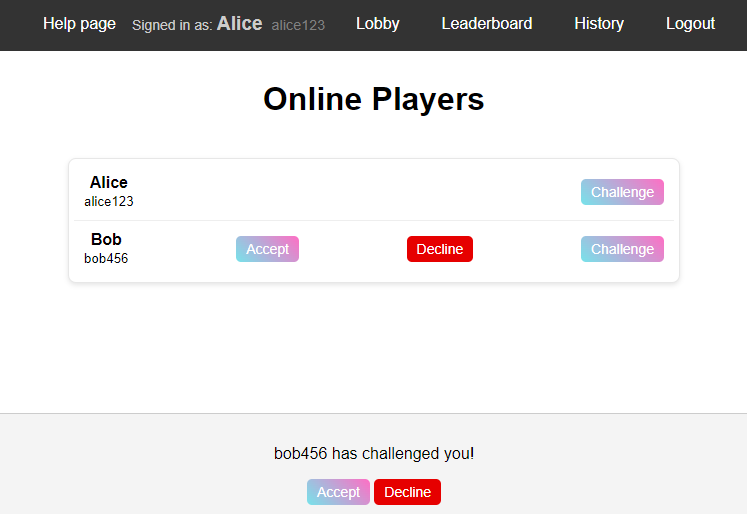 Help page Signed in as: Alice alice123 Lobby Leaderboard History Logout
Online Players
Alice
alice123
Challenge
Bob
bob456
Accept Decline Challenge
bob456 has challenged you!
Accept Decline